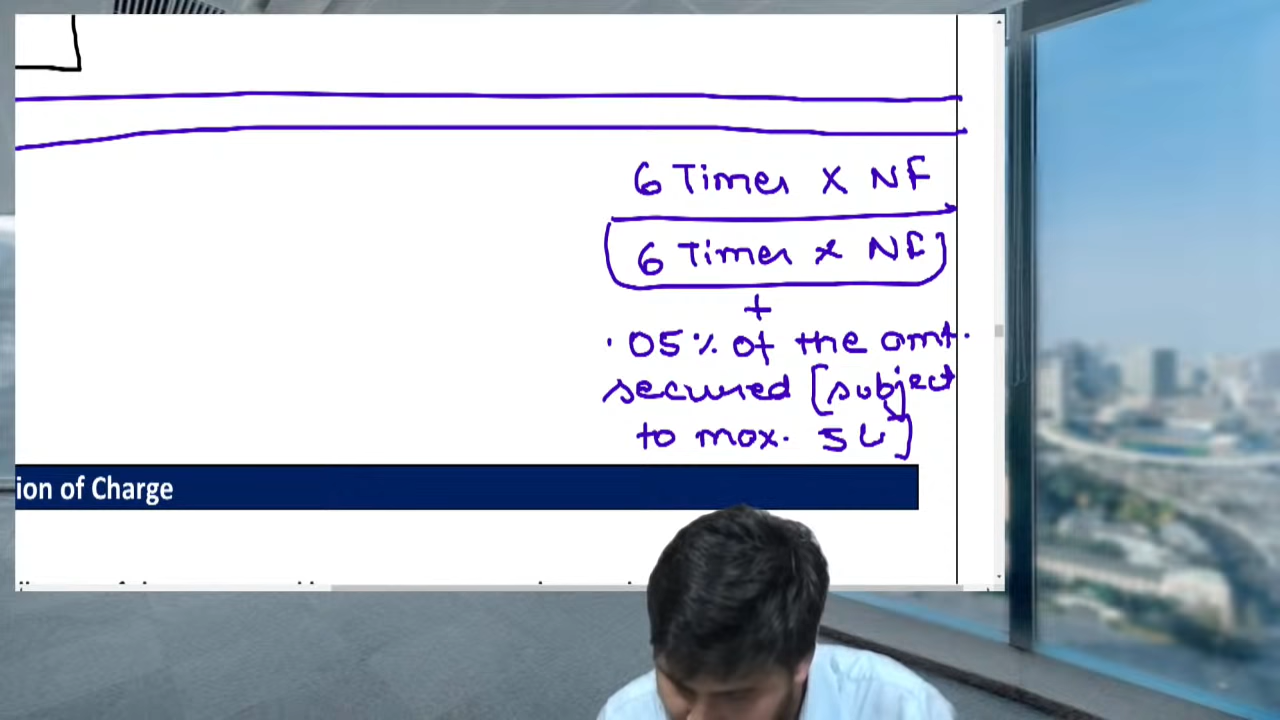 6 Times X NF
6 Times x NF
+
.05% of the amt.
secured [subject
to max. 5L]
ion of Charge